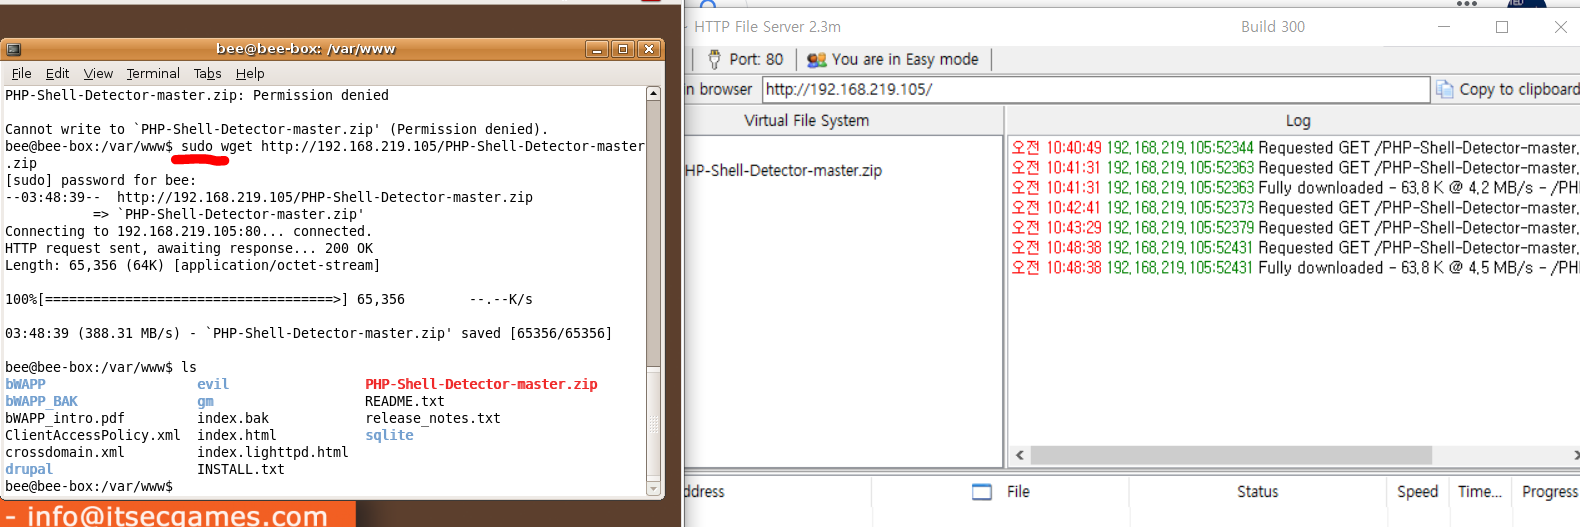 bee@bee-box: /var/www
File Edit View Terminal Tabs Help
PHP-Shell-Detector-master.zip: Permission denied
Cannot write to `PHP-Shell-Detector-master.zip' (Permission denied).
bee@bee-box:/var/www$ sudo wget http://192.168.219.105/PHP-Shell-Detector-master
.zip
[sudo] password for bee:
--03:48:39--  http://192.168.219.105/PHP-Shell-Detector-master.zip
           => `PHP-Shell-Detector-master.zip'
Connecting to 192.168.219.105:80... connected.
HTTP request sent, awaiting response... 200 OK
Length: 65,356 (64K) [application/octet-stream]
100%[====================================>] 65,356        --.--K/s
03:48:39 (388.31 MB/s) - `PHP-Shell-Detector-master.zip' saved [65356/65356]
bee@bee-box:/var/www$ ls
bWAPP evil PHP-Shell-Detector-master.zip
bWAPP_BAK gm README.txt
bWAPP_intro.pdf index.bak release_notes.txt
ClientAccessPolicy.xml index.html sqlite
crossdomain.xml index.lighttpd.html
drupal INSTALL.txt
bee@bee-box:/var/www$
- info@itsecgames.com
~ HTTP File Server 2.3m Build 300
Port: 80 You are in Easy mode
in browser http://192.168.219.105/ Copy to clipboard
Virtual File System
HP-Shell-Detector-master.zip
Log
오전 10:40:49 192.168.219.105:52344 Requested GET /PHP-Shell-Detector-master.
오전 10:41:31 192.168.219.105:52363 Requested GET /PHP-Shell-Detector-master.
오전 10:41:31 192.168.219.105:52363 Fully downloaded - 63.8 K @ 4.2 MB/s - /PH
오전 10:42:41 192.168.219.105:52373 Requested GET /PHP-Shell-Detector-master.
오전 10:43:29 192.168.219.105:52379 Requested GET /PHP-Shell-Detector-master.
오전 10:48:38 192.168.219.105:52431 Requested GET /PHP-Shell-Detector-master.
오전 10:48:38 192.168.219.105:52431 Fully downloaded - 63.8 K @ 4.5 MB/s - /PH
ddress File Status Speed Time... Progress